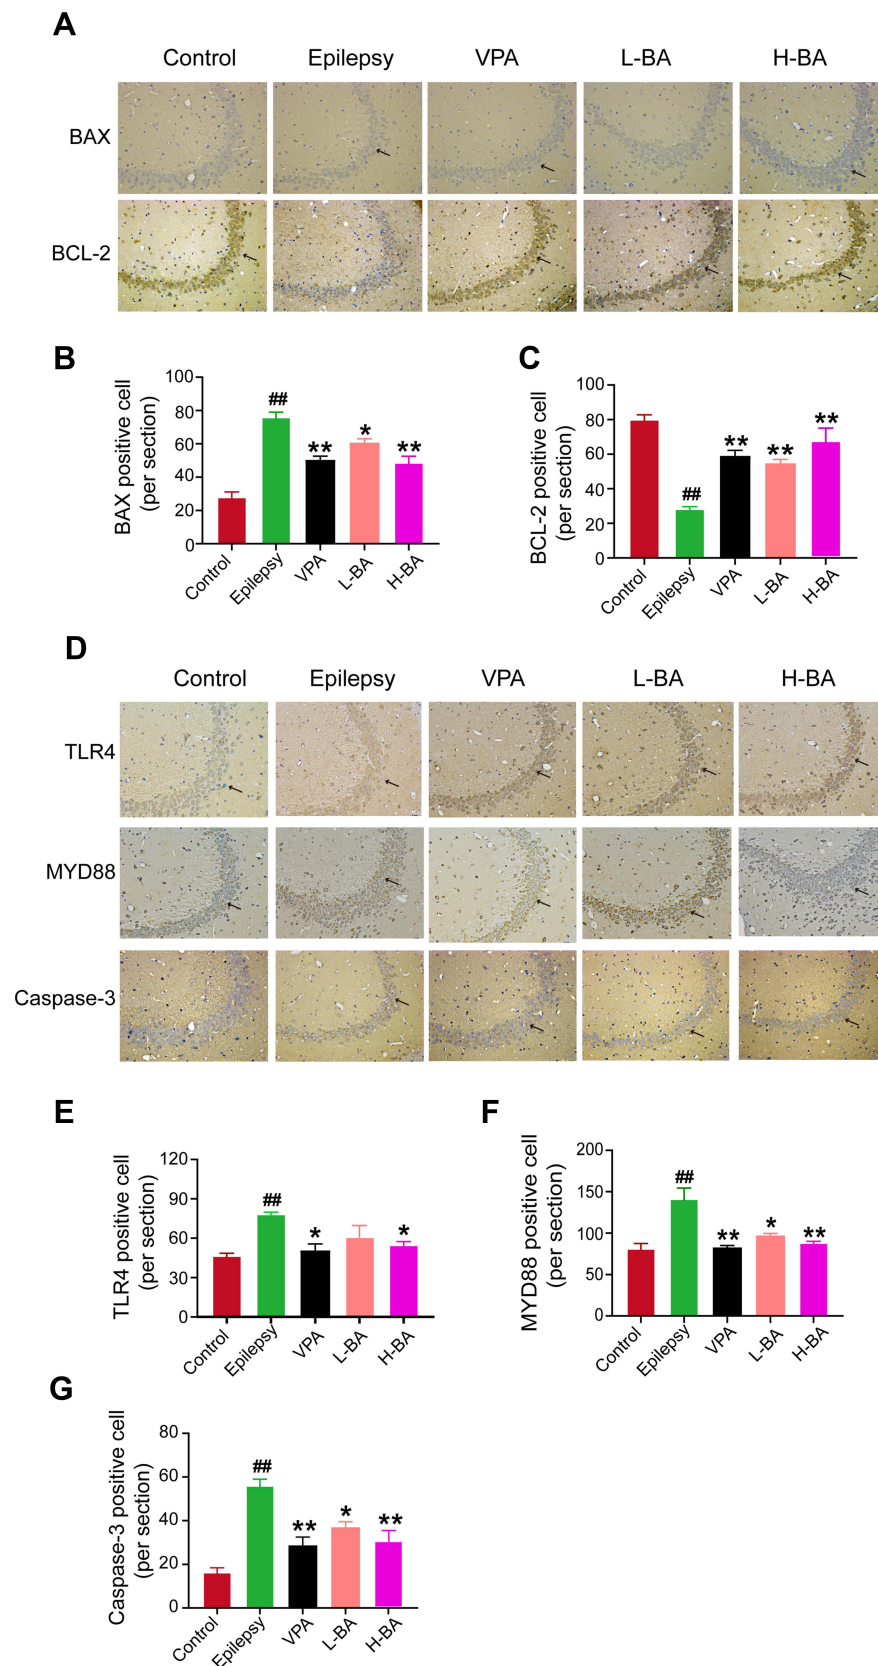 A
Control Epilepsy VPA L-BA H-BA
BAX
BCL-2
B
BAX positive cell
(per section)
100
80
60
40
20
0
##
**
*
**
Control Epilepsy VPA L-BA H-BA
C
BCL-2 positive cell
(per section)
100
80
60
40
20
0
##
**
**
**
Control Epilepsy VPA L-BA H-BA
D
Control Epilepsy VPA L-BA H-BA
TLR4
MYD88
Caspase-3
E
TLR4 positive cell
(per section)
120
90
60
30
0
##
*
*
Control Epilepsy VPA L-BA H-BA
F
MYD88 positive cell
(per section)
200
150
100
50
0
##
**
*
**
Control Epilepsy VPA L-BA H-BA
G
Caspase-3 positive cell
(per section)
80
60
40
20
0
##
**
*
**
Control Epilepsy VPA L-BA H-BA